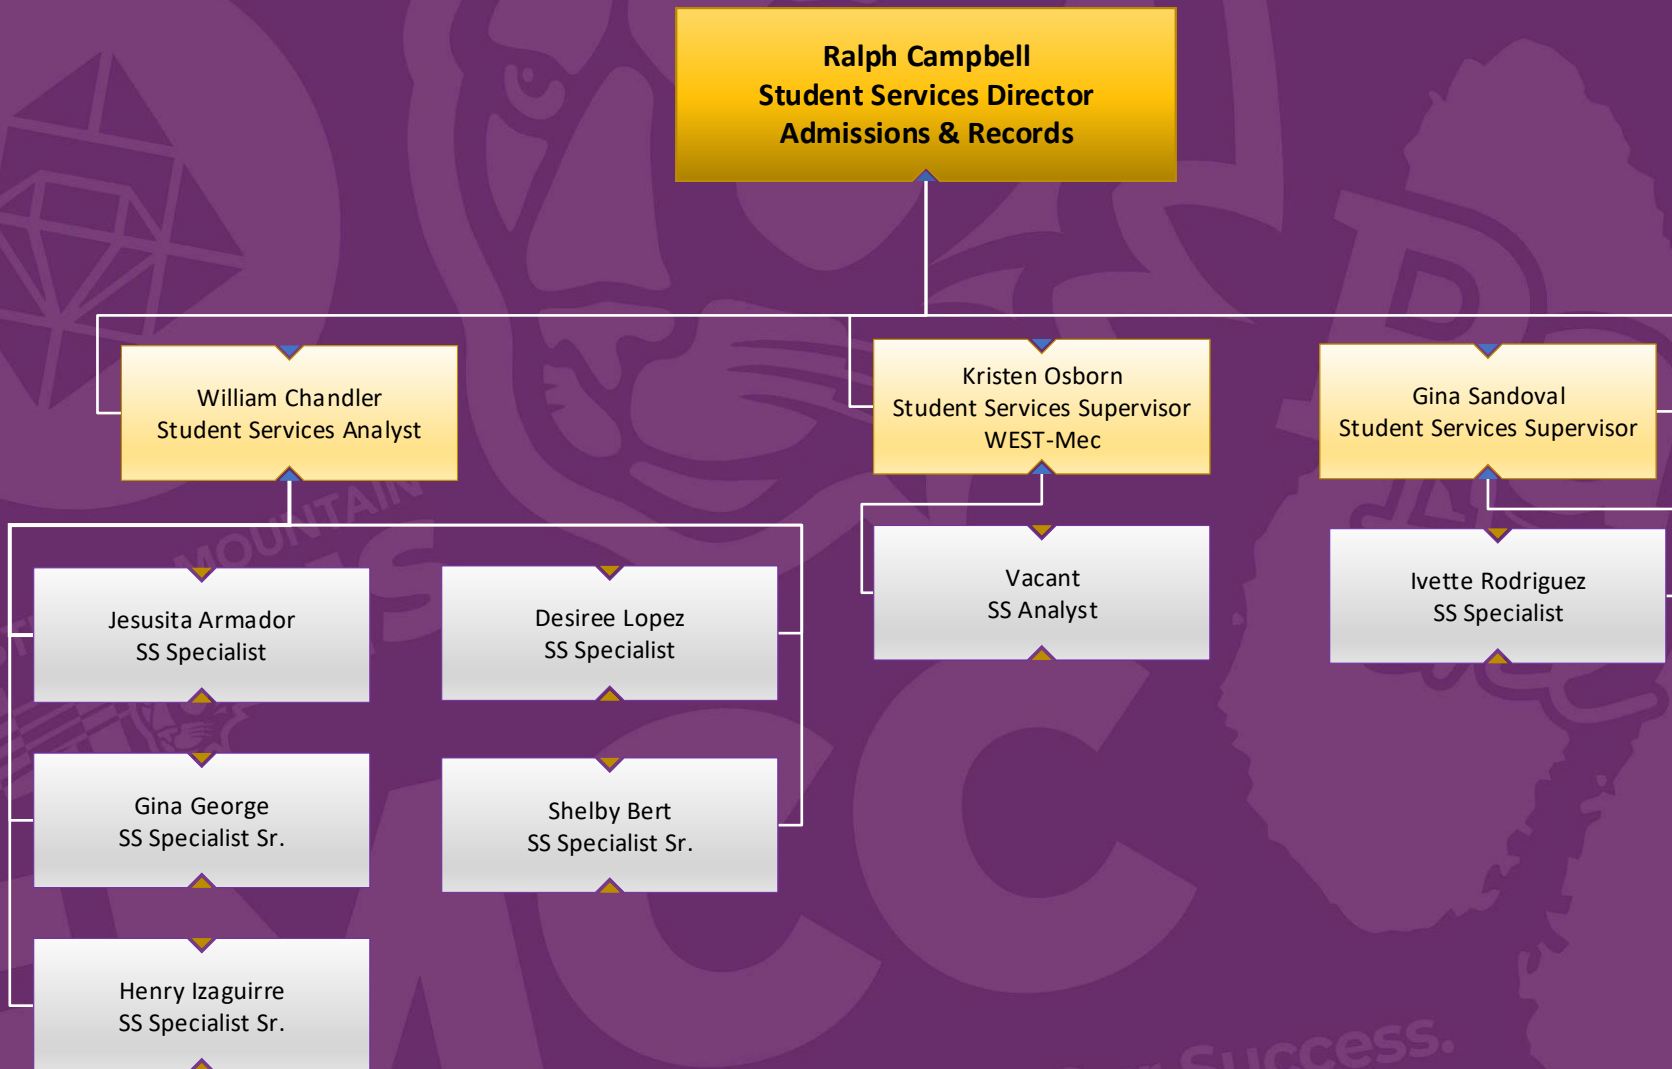 Ralph Campbell
Student Services Director
Admissions & Records
William Chandler
Student Services Analyst
Kristen Osborn
Student Services Supervisor
WEST-Mec
Gina Sandoval
Student Services Supervisor
Jesusita Armador
SS Specialist
Desiree Lopez
SS Specialist
Vacant
SS Analyst
Ivette Rodriguez
SS Specialist
Gina George
SS Specialist Sr.
Shelby Bert
SS Specialist Sr.
Henry Izaguirre
SS Specialist Sr.
MOUNTAIN
Success.